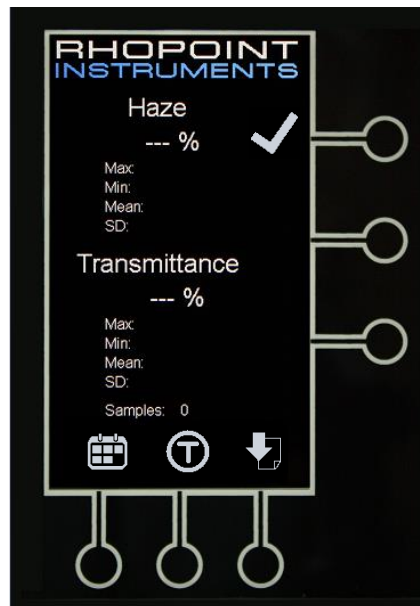 RHOPOINT
INSTRUMENTS
Haze
--- %
Max:
Min:
Mean:
SD:
Transmittance
--- %
Max:
Min:
Mean:
SD:
Samples: 0
T